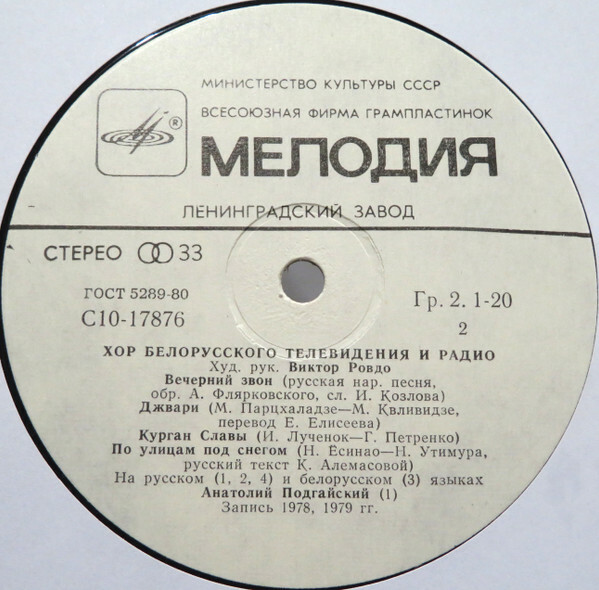 МИНИСТЕРСТВО КУЛЬТУРЫ СССР
ВСЕСОЮЗНАЯ ФИРМА ГРАМПЛАСТИНОК
®
МЕЛОДИЯ
ЛЕНИНГРАДСКИЙ ЗАВОД
СТЕРЕО 33
ГОСТ 5289-80
С10-17876
Гр. 2. 1-20
2
ХОР БЕЛОРУССКОГО ТЕЛЕВИДЕНИЯ И РАДИО
Худ. рук. Виктор Ровдо
Вечерний звон (русская нар. песня,
обр. А. Флярковского, сл. И. Козлова)
Джвари (М. Парцхаладзе—М. Квливидзе,
перевод Е. Елисеева)
Курган Славы (И. Лученок—Г. Петренко)
По улицам под снегом (Н. Ёсинао—Н. Утимура,
русский текст К. Алемасовой)
На русском (1, 2, 4) и белорусском (3) языках
Анатолий Подгайский (1)
Запись 1978, 1979 гг.